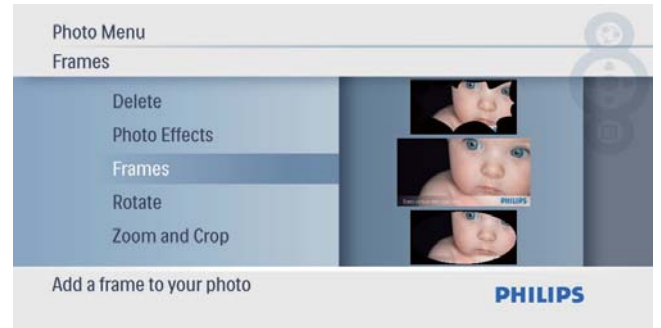 Photo Menu
Frames
Delete
Photo Effects
Frames
Rotate
Zoom and Crop
PHILIPS
Add a frame to your photo
PHILIPS